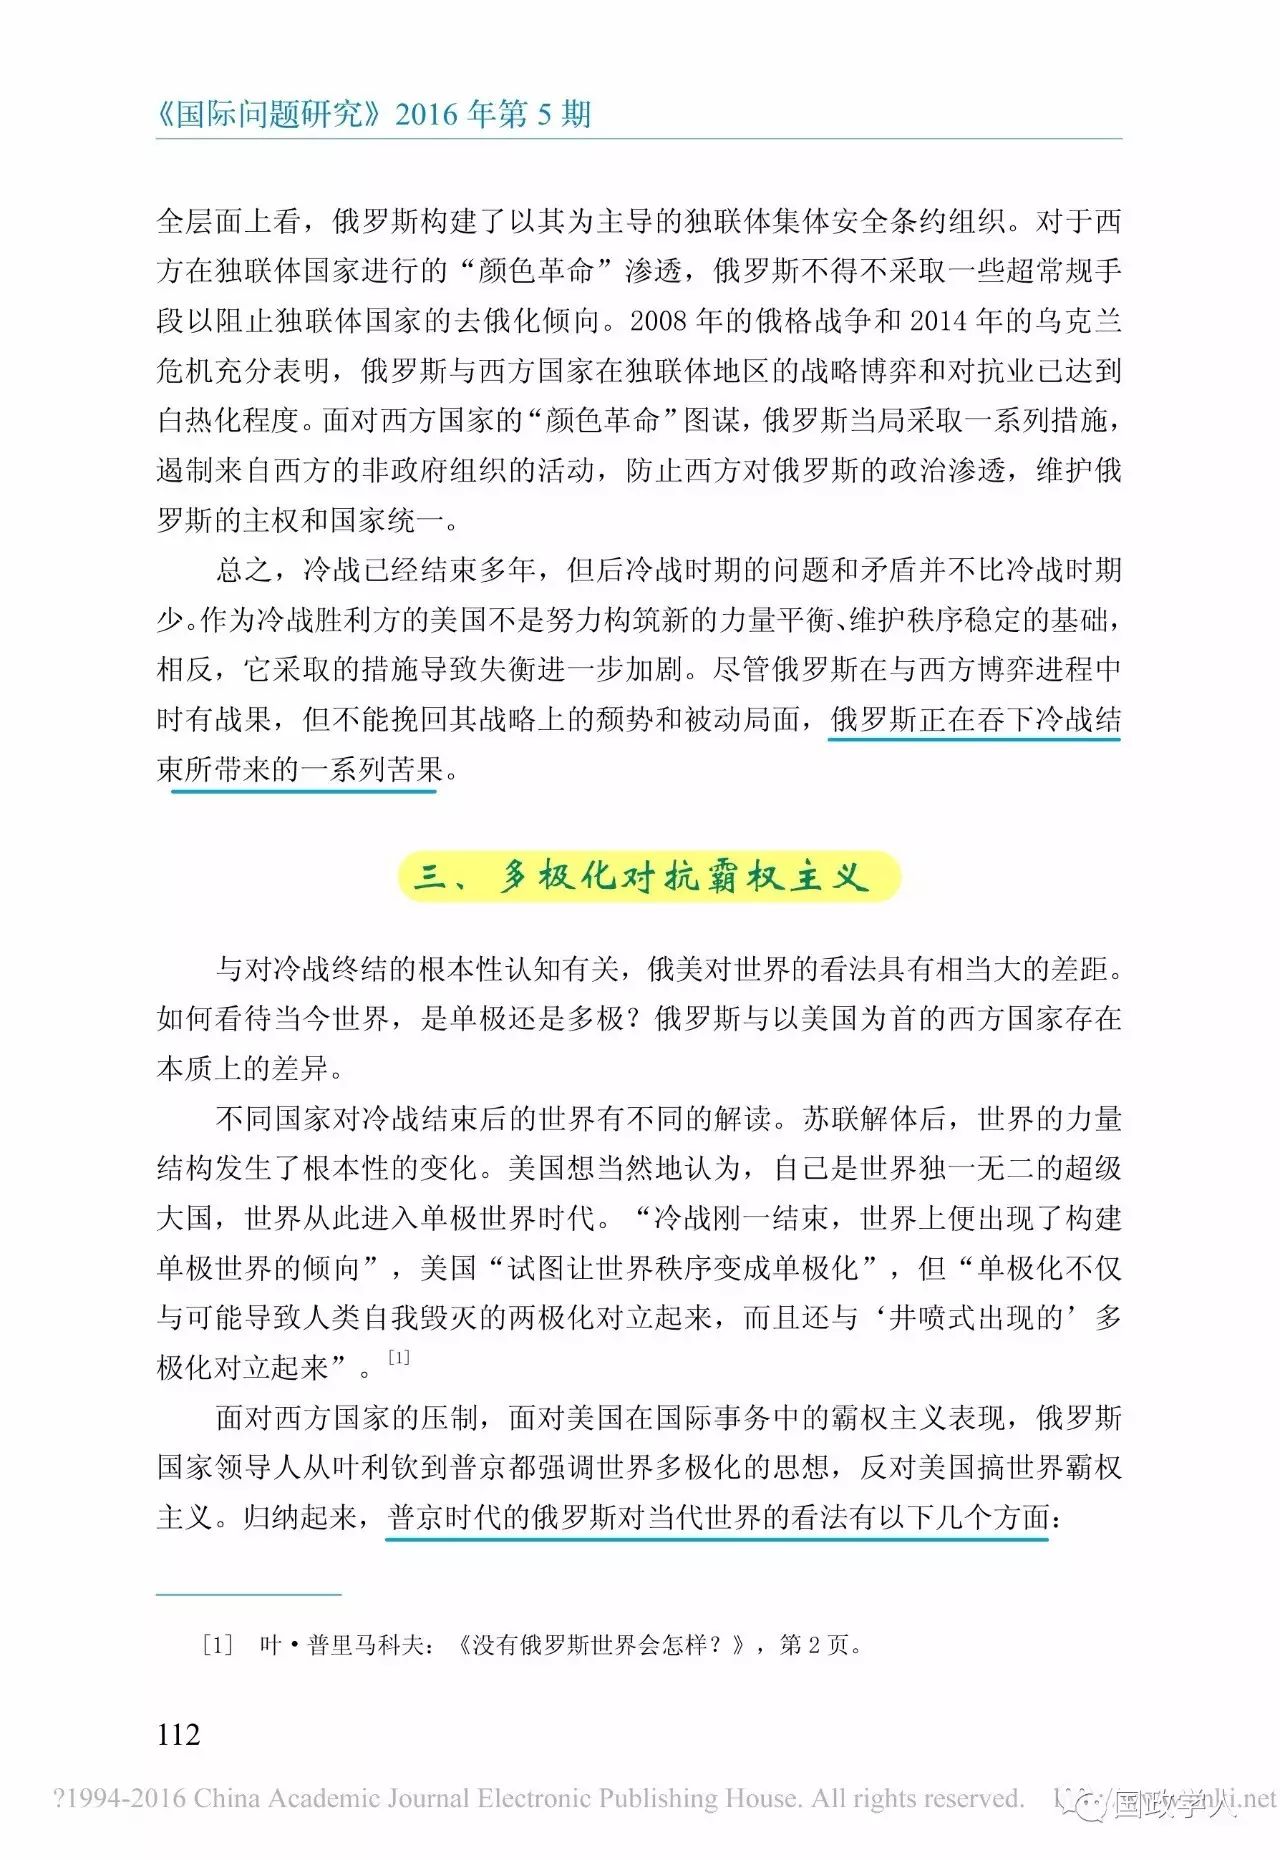 《国际问题研究》2016 年第 5 期
全层面上看，俄罗斯构建了以其为主导的独联体集体安全条约组织。对于西
方在独联体国家进行的“颜色革命”渗透，俄罗斯不得不采取一些超常规手
段以阻止独联体国家的去俄化倾向。2008 年的俄格战争和 2014 年的乌克兰
危机充分表明，俄罗斯与西方国家在独联体地区的战略博弈和对抗业已达到
白热化程度。面对西方国家的“颜色革命”图谋，俄罗斯当局采取一系列措施，
遏制来自西方的非政府组织的活动，防止西方对俄罗斯的政治渗透，维护俄
罗斯的主权和国家统一。
总之，冷战已经结束多年，但后冷战时期的问题和矛盾并不比冷战时期
少。作为冷战胜利方的美国不是努力构筑新的力量平衡、维护秩序稳定的基础，
相反，它采取的措施导致失衡进一步加剧。尽管俄罗斯在与西方博弈进程中
时有战果，但不能挽回其战略上的颓势和被动局面，俄罗斯正在吞下冷战结
束所带来的一系列苦果。
三、多极化对抗霸权主义
与对冷战终结的根本性认知有关，俄美对世界的看法具有相当大的差距。
如何看待当今世界，是单极还是多极？俄罗斯与以美国为首的西方国家存在
本质上的差异。
不同国家对冷战结束后的世界有不同的解读。苏联解体后，世界的力量
结构发生了根本性的变化。美国想当然地认为，自己是世界独一无二的超级
大国，世界从此进入单极世界时代。“冷战刚一结束，世界上便出现了构建
单极世界的倾向”，美国“试图让世界秩序变成单极化”，但“单极化不仅
与可能导致人类自我毁灭的两极化对立起来，而且还与‘井喷式出现的’多
极化对立起来”。[1]
面对西方国家的压制，面对美国在国际事务中的霸权主义表现，俄罗斯
国家领导人从叶利钦到普京都强调世界多极化的思想，反对美国搞世界霸权
主义。归纳起来，普京时代的俄罗斯对当代世界的看法有以下几个方面：
[1] 叶·普里马科夫：《没有俄罗斯世界会怎样？》，第 2 页。
112
?1994-2016 China Academic Journal Electronic Publishing House. All rights reserved.
国政学人